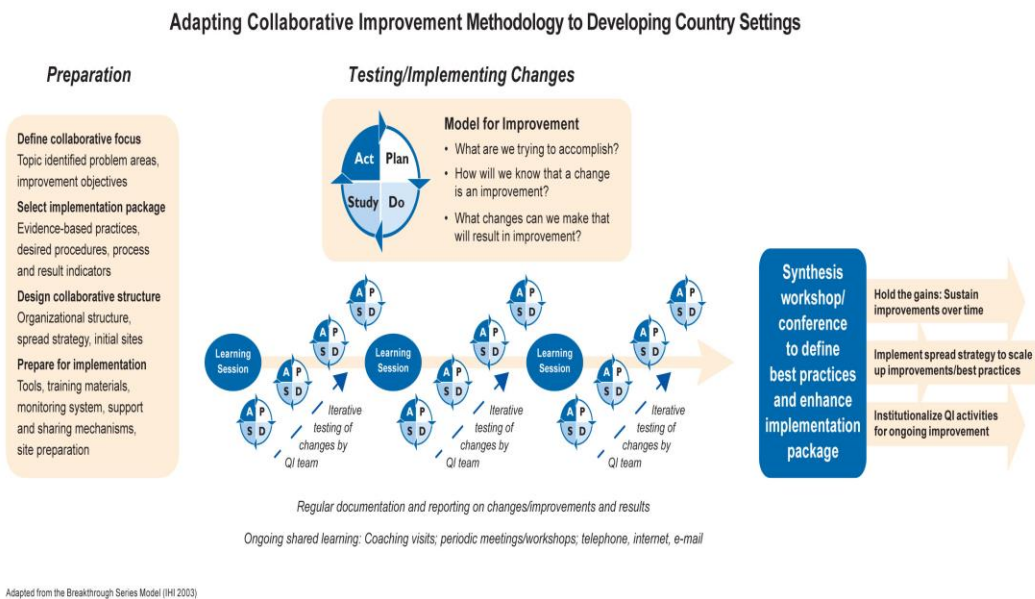 Adapting Collaborative Improvement Methodology to Developing Country Settings
Preparation
Define collaborative focus
Topic identified problem areas,
improvement objectives
Select implementation package
Evidence-based practices,
desired procedures, process
and result indicators
Design collaborative structure
Organizational structure,
spread strategy, initial sites
Prepare for implementation
Tools, training materials,
monitoring system, support
and sharing mechanisms,
site preparation
Testing/Implementing Changes
Act Plan
Study Do
Model for Improvement
• What are we trying to accomplish?
• How will we know that a change
is an improvement?
• What changes can we make that
will result in improvement?
Learning
Session
A P
S D
A P
S D
A P
S D
A P
S D
Iterative
testing of
changes by
QI team
Learning
Session
A P
S D
A P
S D
A P
S D
A P
S D
Iterative
testing of
changes by
QI team
Learning
Session
A P
S D
A P
S D
A P
S D
A P
S D
Iterative
testing of
changes by
QI team
Regular documentation and reporting on changes/improvements and results
Ongoing shared learning: Coaching visits; periodic meetings/workshops; telephone, internet, e-mail
Synthesis
workshop/
conference
to define
best practices
and enhance
implementation
package
Hold the gains: Sustain
improvements over time
Implement spread strategy to scale
up improvements/best practices
Institutionalize QI activities
for ongoing improvement
Adapted from the Breakthrough Series Model (IHI 2003)